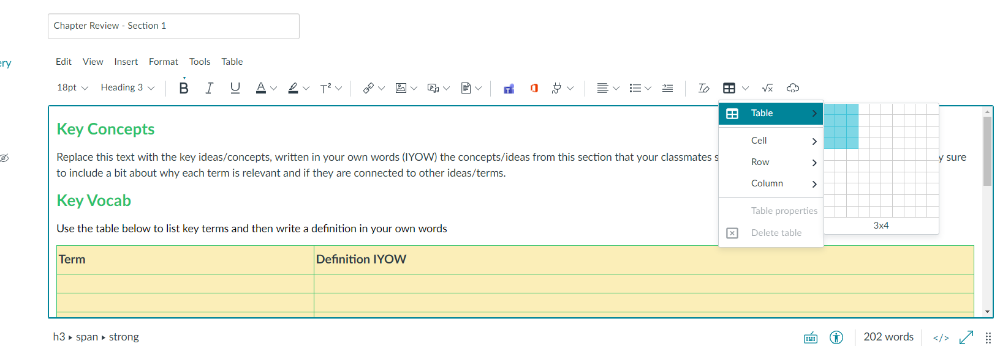 Chapter Review - Section 1
ery
Edit View Insert Format Tools Table
18pt Heading 3 B I U A T² √x
Table
Cell
Row
Column
Table properties
Delete table
3x4
Key Concepts
Replace this text with the key ideas/concepts, written in your own words (IYOW) the concepts/ideas from this section that your classmates s y sure
to include a bit about why each term is relevant and if they are connected to other ideas/terms.
Key Vocab
Use the table below to list key terms and then write a definition in your own words
Term Definition IYOW
h3 ▸ span ▸ strong 202 words </>